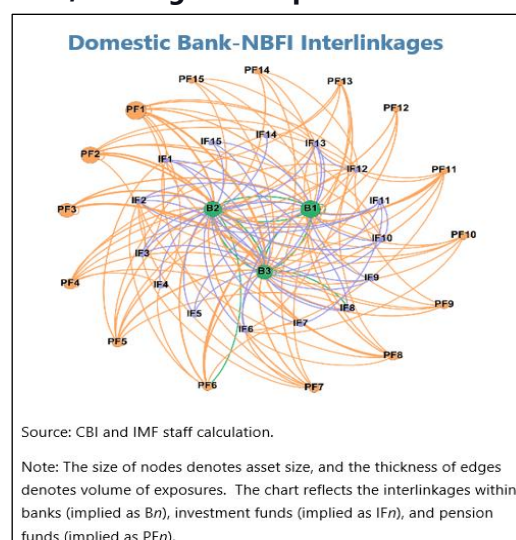 Domestic Bank-NBFI Interlinkages
PF14
PF15
PF13
PF1
PF12
IF14
IF15
IF13
PF2
IF1
IF12
PF11
IF2
IF11
PF3
B2
B1
PF10
IF10
IF3
B3
IF9
PF4
IF4
PF9
IF8
IF5
IF7
IF6
PF5
PF8
PF6
PF7
Source: CBI and IMF staff calculation.
Note: The size of nodes denotes asset size, and the thickness of edges
denotes volume of exposures. The chart reflects the interlinkages within
banks (implied as Bn), investment funds (implied as IFn), and pension
funds (implied as PFn).